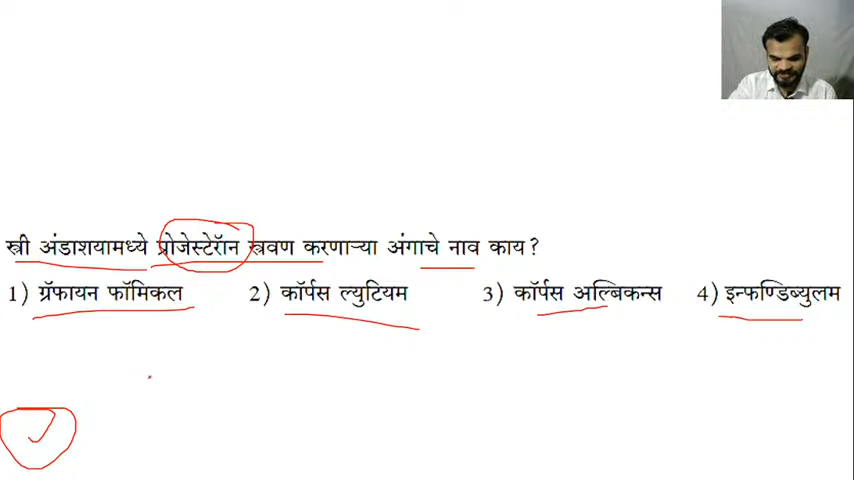 स्त्री अंडाशयामध्ये प्रोजेस्टेरॉन स्त्रवण करणाऱ्या अंगाचे नाव काय?
1) ग्रॅफायन फॉमिकल 2) कॉर्पस ल्युटियम 3) कॉर्पस अल्बिकन्स 4) इन्फण्डिब्युलम